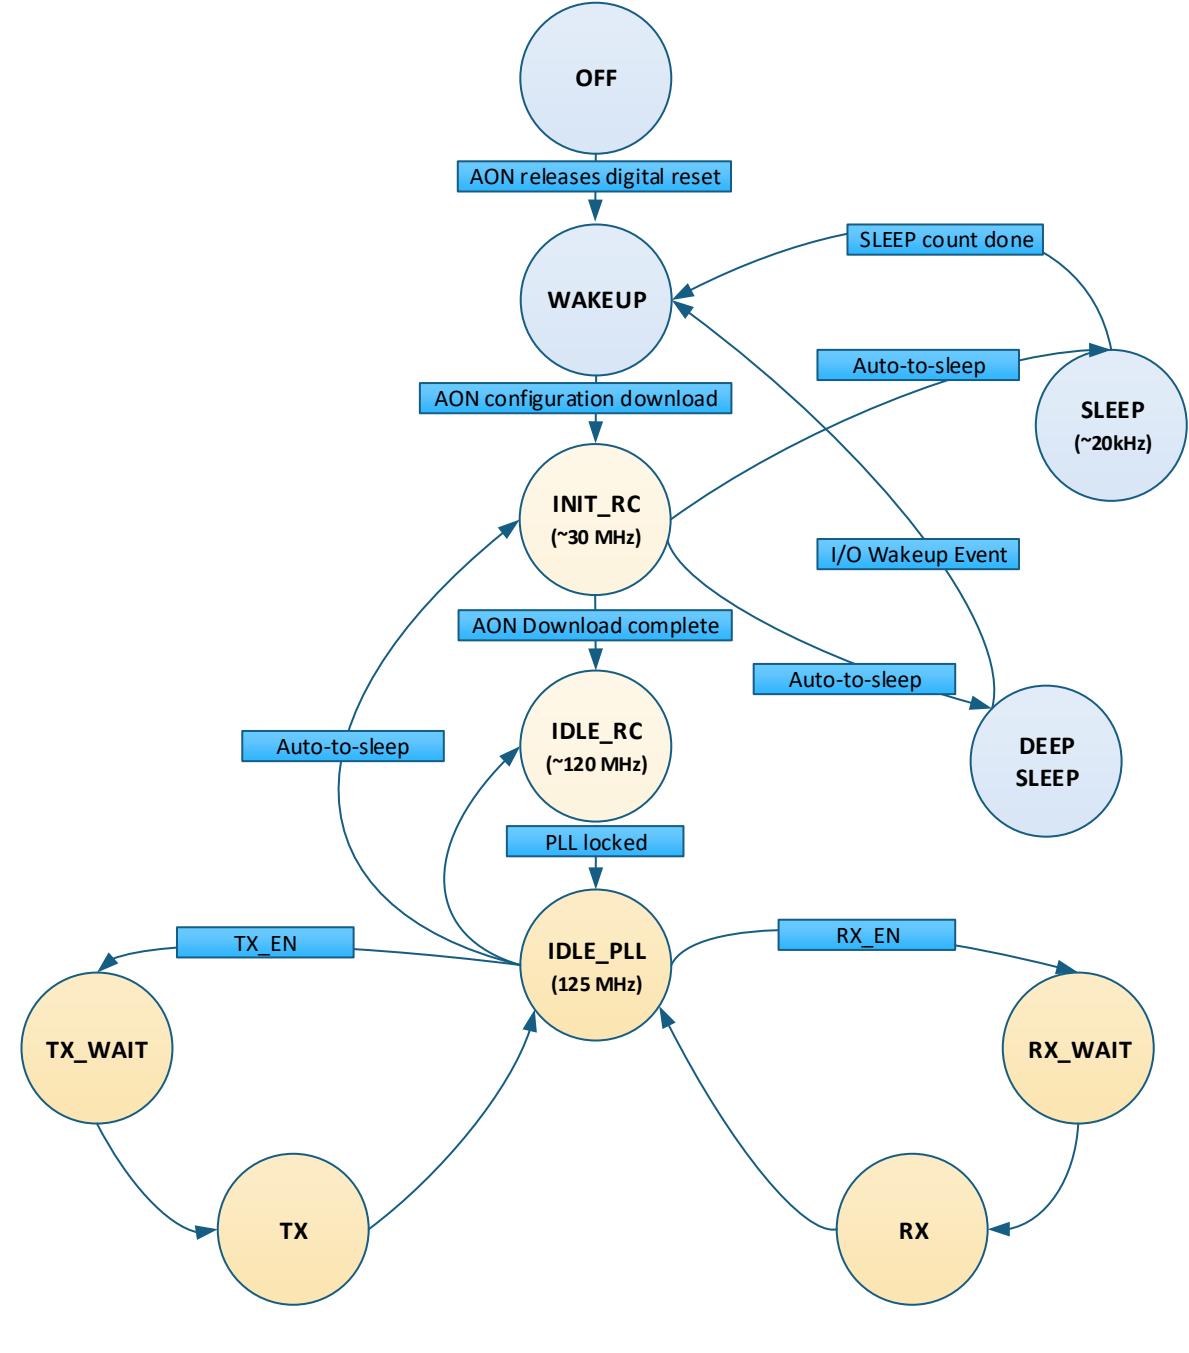 OFF
AON releases digital reset
SLEEP count done
WAKEUP
Auto-to-sleep
AON configuration download
SLEEP
(~20kHz)
INIT_RC
(~30 MHz)
I/O Wakeup Event
AON Download complete
Auto-to-sleep
IDLE_RC
(~120 MHz)
Auto-to-sleep
DEEP
SLEEP
PLL locked
TX_EN
IDLE_PLL
(125 MHz)
RX_EN
TX_WAIT
RX_WAIT
TX
RX